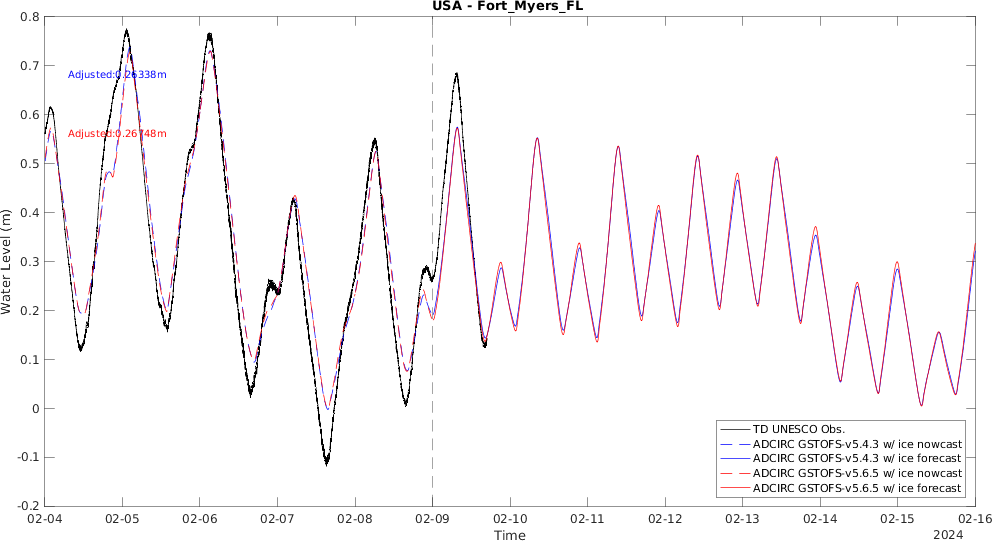 USA - Fort_Myers_FL
0.8
0.7
0.6
0.5
0.4
0.3
0.2
0.1
0
-0.1
-0.2
Water Level (m)
Adjusted:0.26338m
Adjusted:0.26748m
TD UNESCO Obs.
ADCIRC GSTOFS-v5.4.3 w/ ice nowcast
ADCIRC GSTOFS-v5.4.3 w/ ice forecast
ADCIRC GSTOFS-v5.6.5 w/ ice nowcast
ADCIRC GSTOFS-v5.6.5 w/ ice forecast
02-04 02-05 02-06 02-07 02-08 02-09 02-10 02-11 02-12 02-13 02-14 02-15 02-16
Time
2024